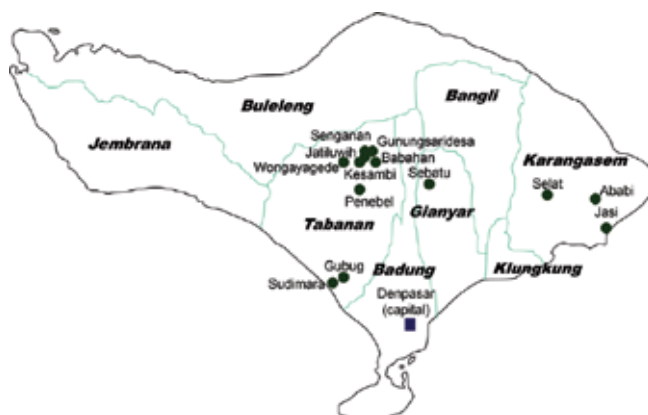 Bangli
Buleleng
Senganan
Gunungsaridesa
Jembrana
Jatiluwih
Babahan
Karangasem
Wongayagede
Kesambi
Sebatu
Selat
Ababi
Penebel
Jasi
Tabanan
Gianyar
Klungkung
Badung
Gubug
Sudimara
Denpasar
(capital)